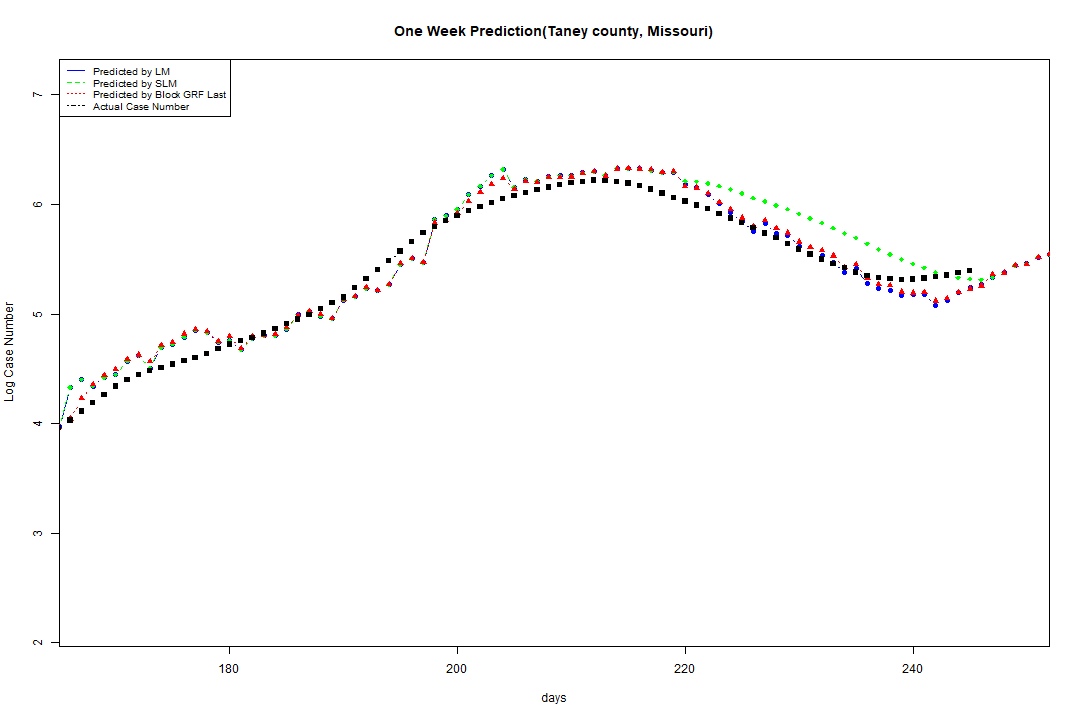 One Week Prediction(Taney county, Missouri)
Predicted by LM
Predicted by SLM
Predicted by Block GRF Last
Actual Case Number
7
6
5
4
3
2
Log Case Number
180 200 220 240
days